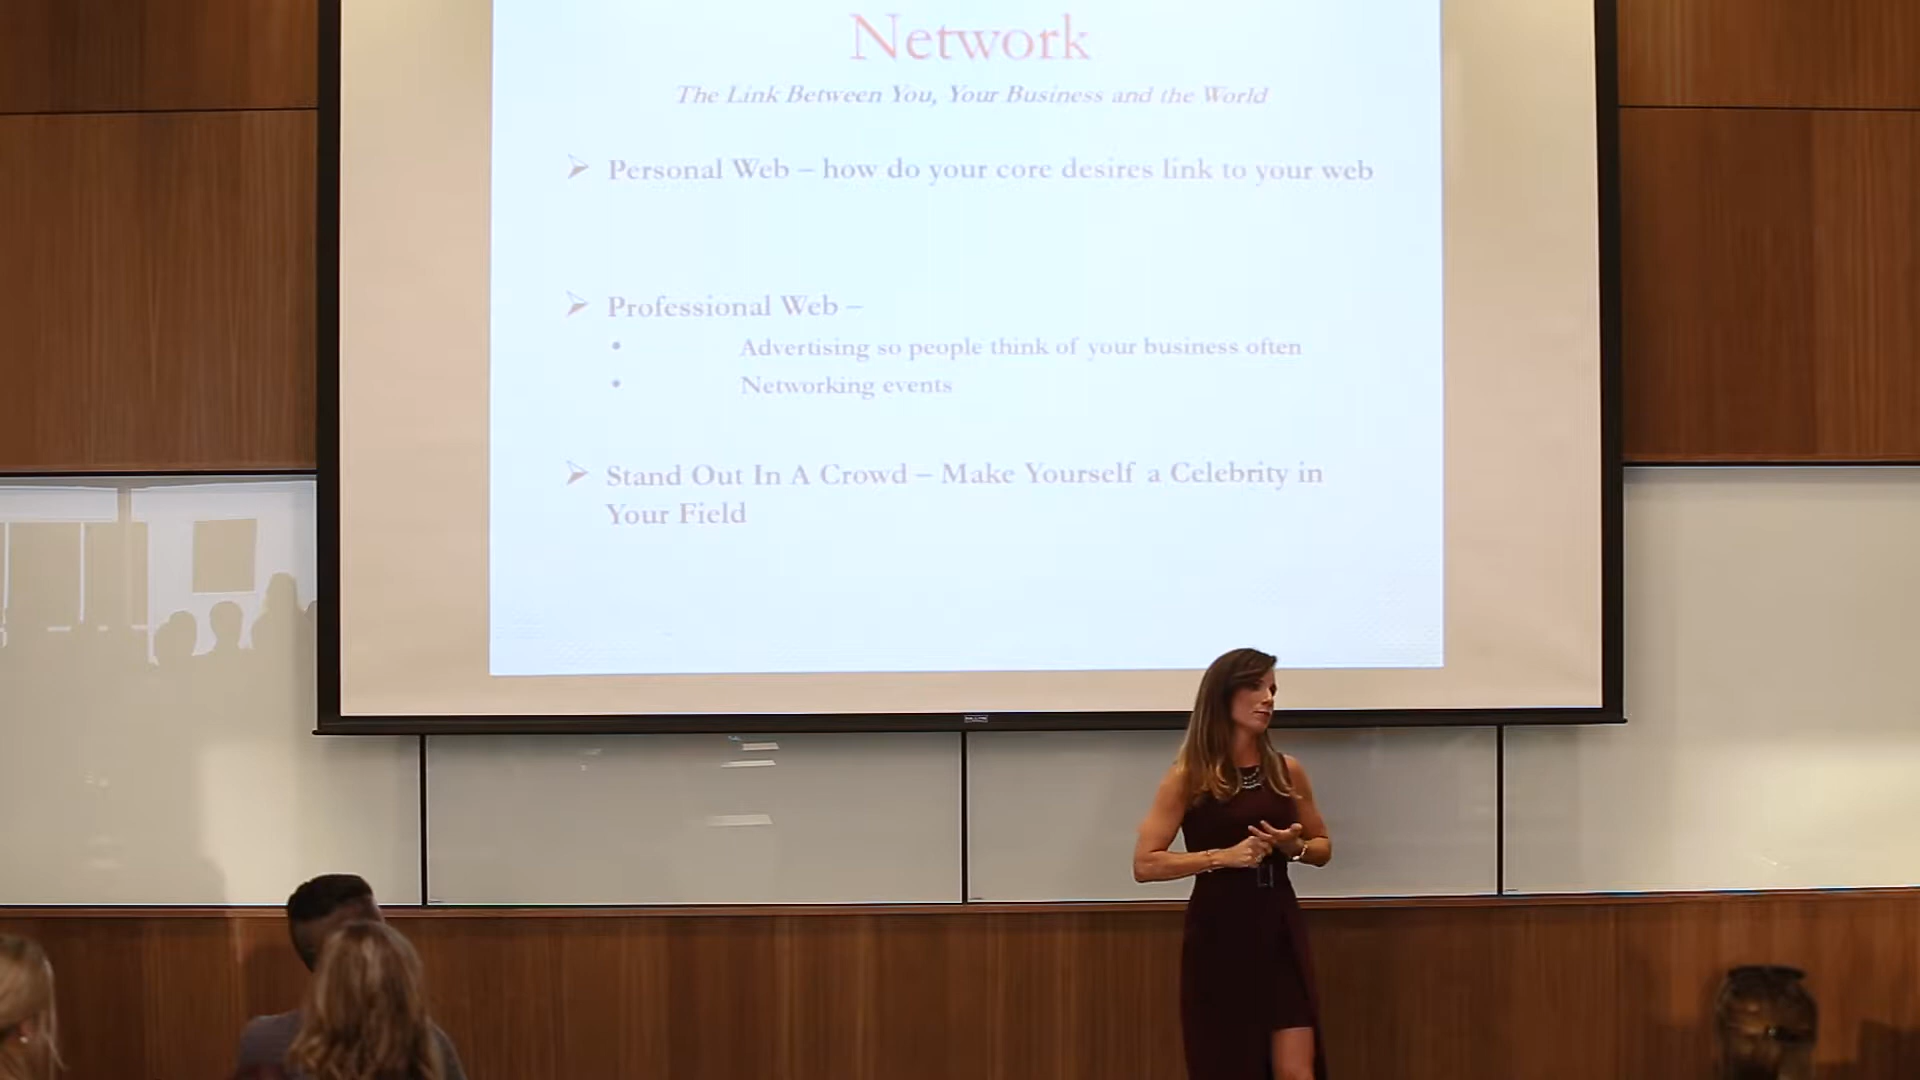 Network
The Link Between You, Your Business and the World
➢ Personal Web – how do your core desires link to your web
➢ Professional Web –
• Advertising so people think of your business often
• Networking events
➢ Stand Out In A Crowd – Make Yourself a Celebrity in
Your Field